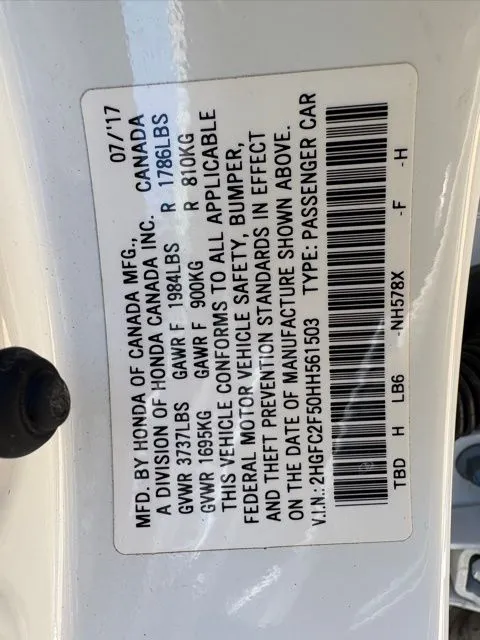 MFD. BY HONDA OF CANADA MFG., 07/'17
A DIVISION OF HONDA CANADA INC. CANADA
GVWR 3737LBS GAWR F 1984LBS R 1786LBS
GVWR 1695KG GAWR F 900KG R 810KG
THIS VEHICLE CONFORMS TO ALL APPLICABLE
FEDERAL MOTOR VEHICLE SAFETY, BUMPER,
AND THEFT PREVENTION STANDARDS IN EFFECT
ON THE DATE OF MANUFACTURE SHOWN ABOVE.
V.I.N.: 2HGFC2F50HH561503 TYPE: PASSENGER CAR
TBD H LB6 -NH578X -F -H